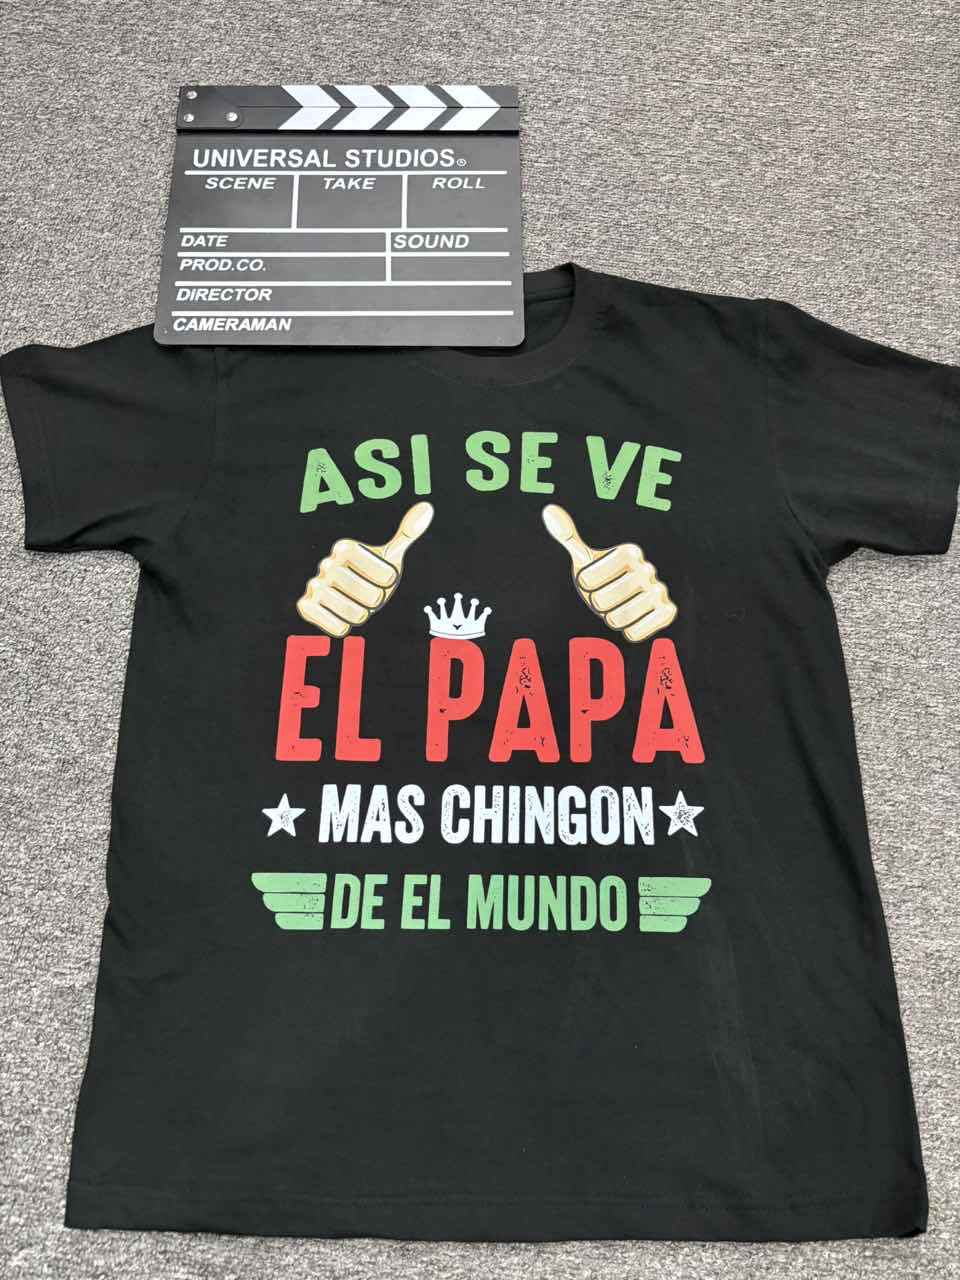 UNIVERSAL STUDIOS®
SCENE TAKE ROLL
DATE SOUND
PROD.CO.
DIRECTOR
CAMERAMAN
ASI SE VE
EL PAPA
MAS CHINGON
DE EL MUNDO